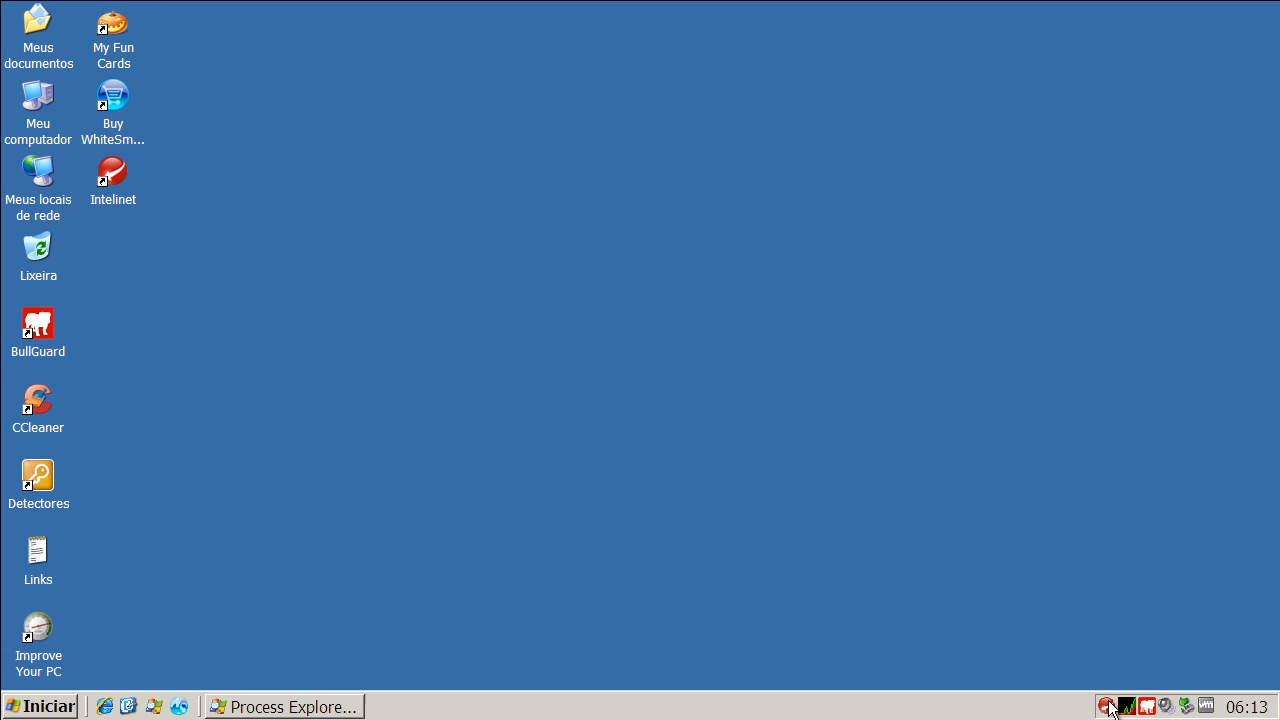 Meus
documentos
My Fun
Cards
Meu
computador
Buy
WhiteSm...
Meus locais
de rede
Intelinet
Lixeira
BullGuard
CCleaner
Detectores
Links
Improve
Your PC
Iniciar
Process Explore...
vm
06:13